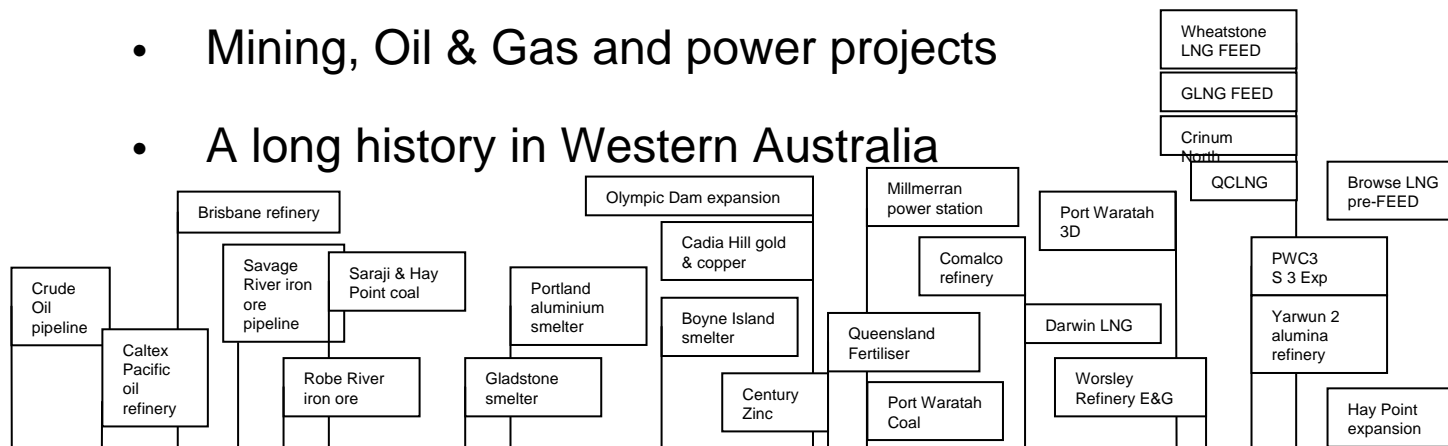 • Mining, Oil & Gas and power projects
• A long history in Western Australia
Wheatstone
LNG FEED
GLNG FEED
Crinum
North
QCLNG
Browse LNG
pre-FEED
Brisbane refinery
Olympic Dam expansion
Millmerran
power station
Port Waratah
3D
Crude
Oil
pipeline
Savage
River iron
ore
pipeline
Saraji & Hay
Point coal
Portland
aluminium
smelter
Cadia Hill gold
& copper
Comalco
refinery
PWC3
S 3 Exp
Caltex
Pacific
oil
refinery
Robe River
iron ore
Gladstone
smelter
Boyne Island
smelter
Century
Zinc
Queensland
Fertiliser
Port Waratah
Coal
Darwin LNG
Worsley
Refinery E&G
Yarwun 2
alumina
refinery
Hay Point
expansion